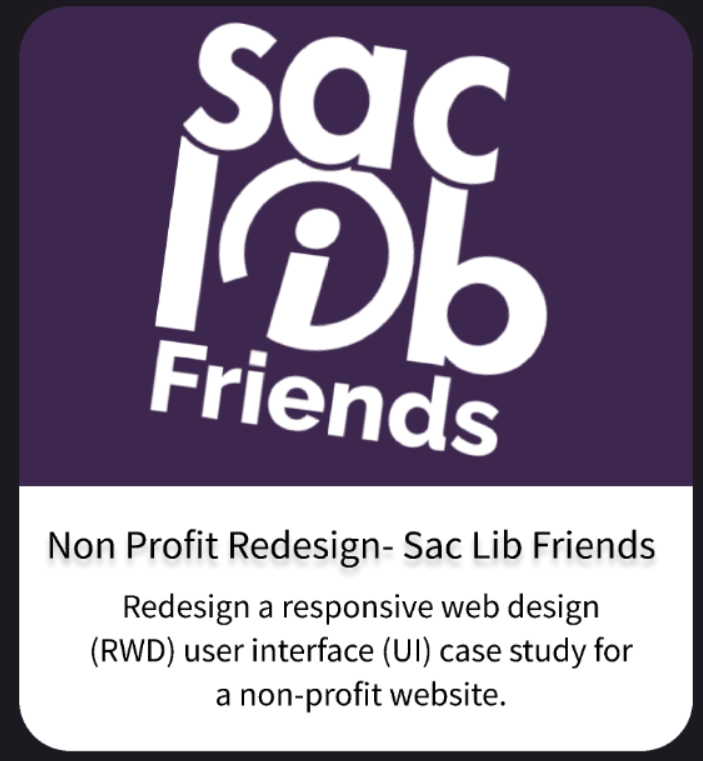 sac
lib
Friends
Non Profit Redesign- Sac Lib Friends
Redesign a responsive web design
(RWD) user interface (UI) case study for
a non-profit website.